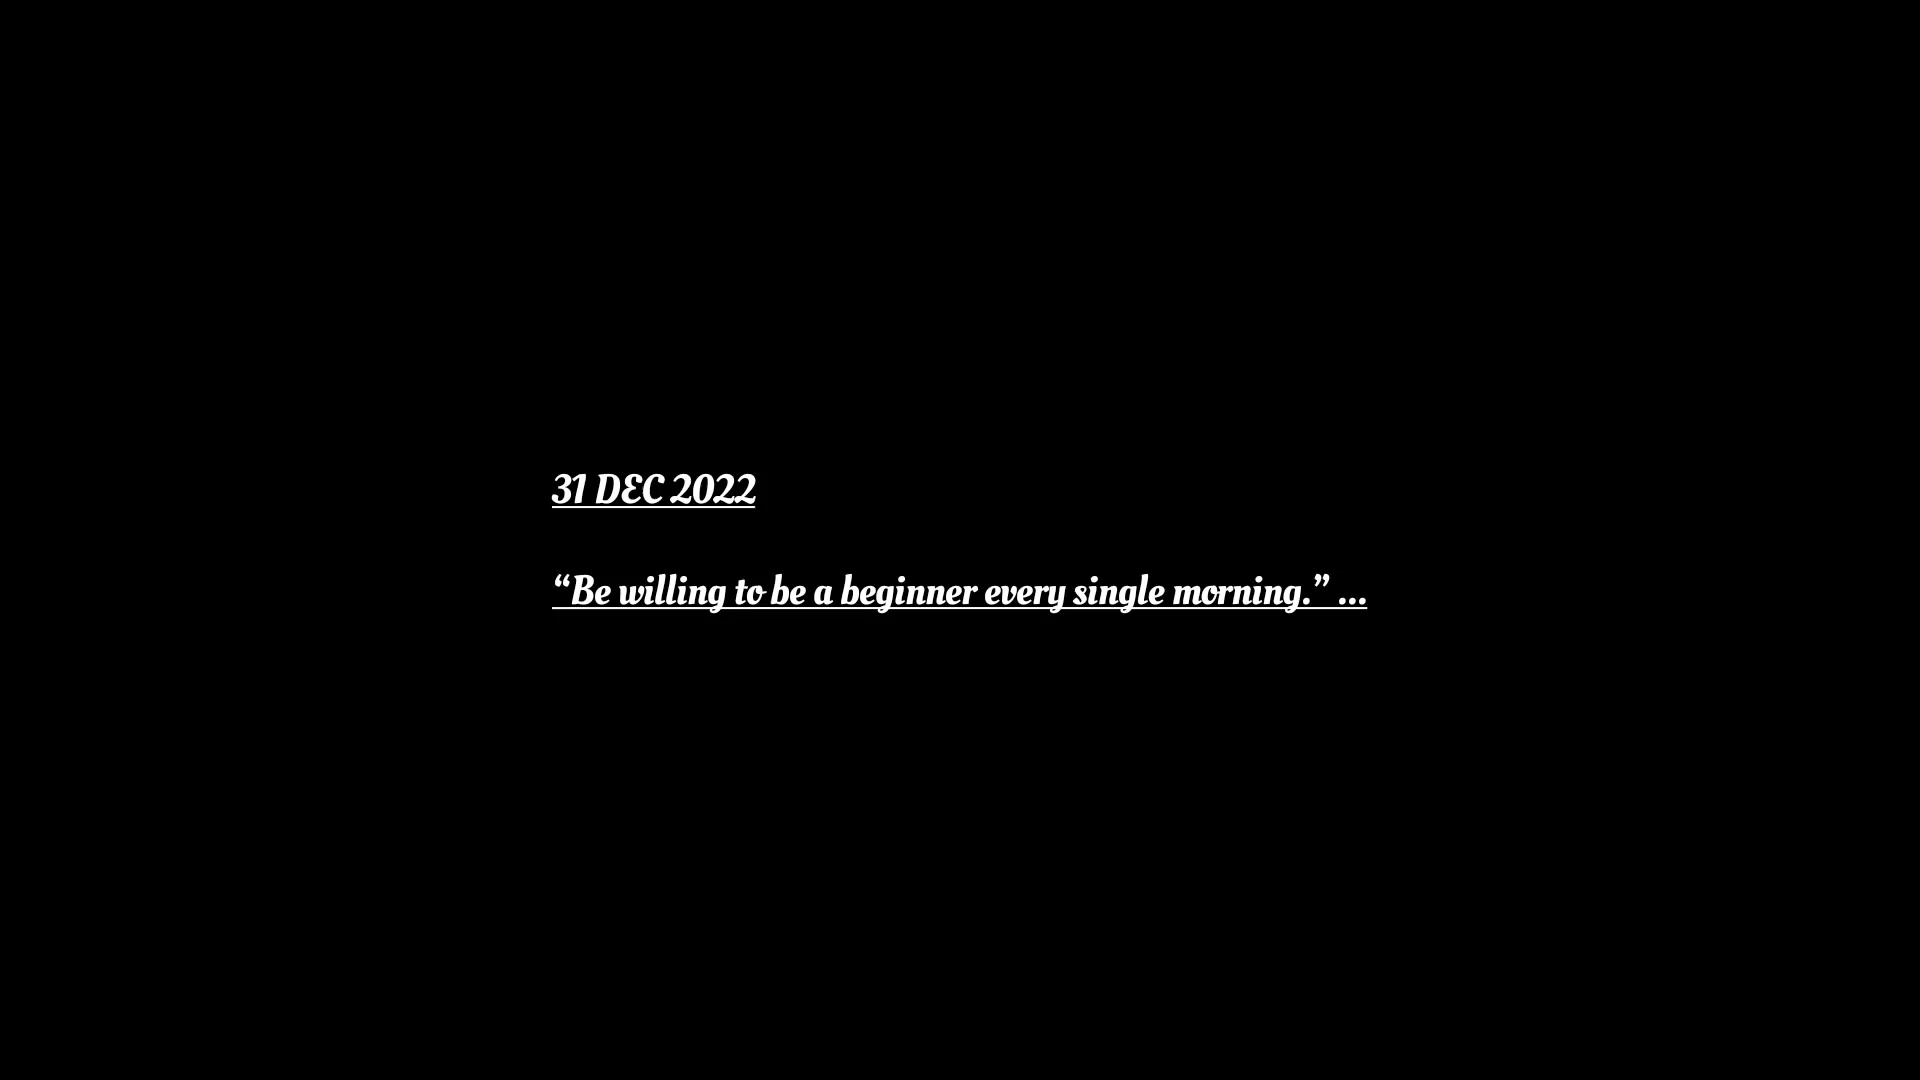 31 DEC 2022
“Be willing to be a beginner every single morning.” ...